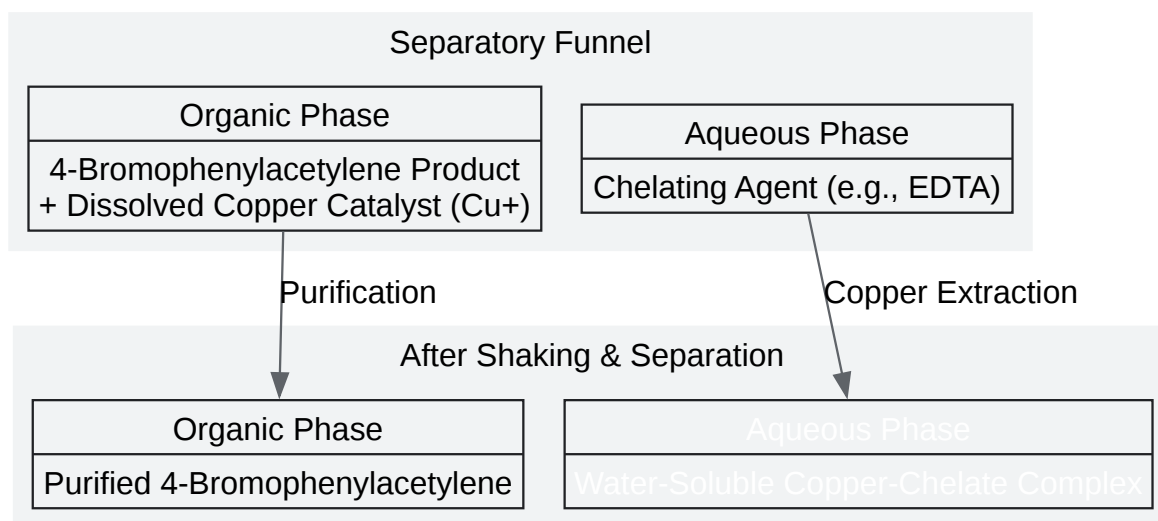 Separatory Funnel
Organic Phase
4-Bromophenylacetylene Product
+ Dissolved Copper Catalyst (Cu+)
Aqueous Phase
Chelating Agent (e.g., EDTA)
Purification
Copper Extraction
After Shaking & Separation
Organic Phase
Purified 4-Bromophenylacetylene
Aqueous Phase
Water-Soluble Copper-Chelate Complex